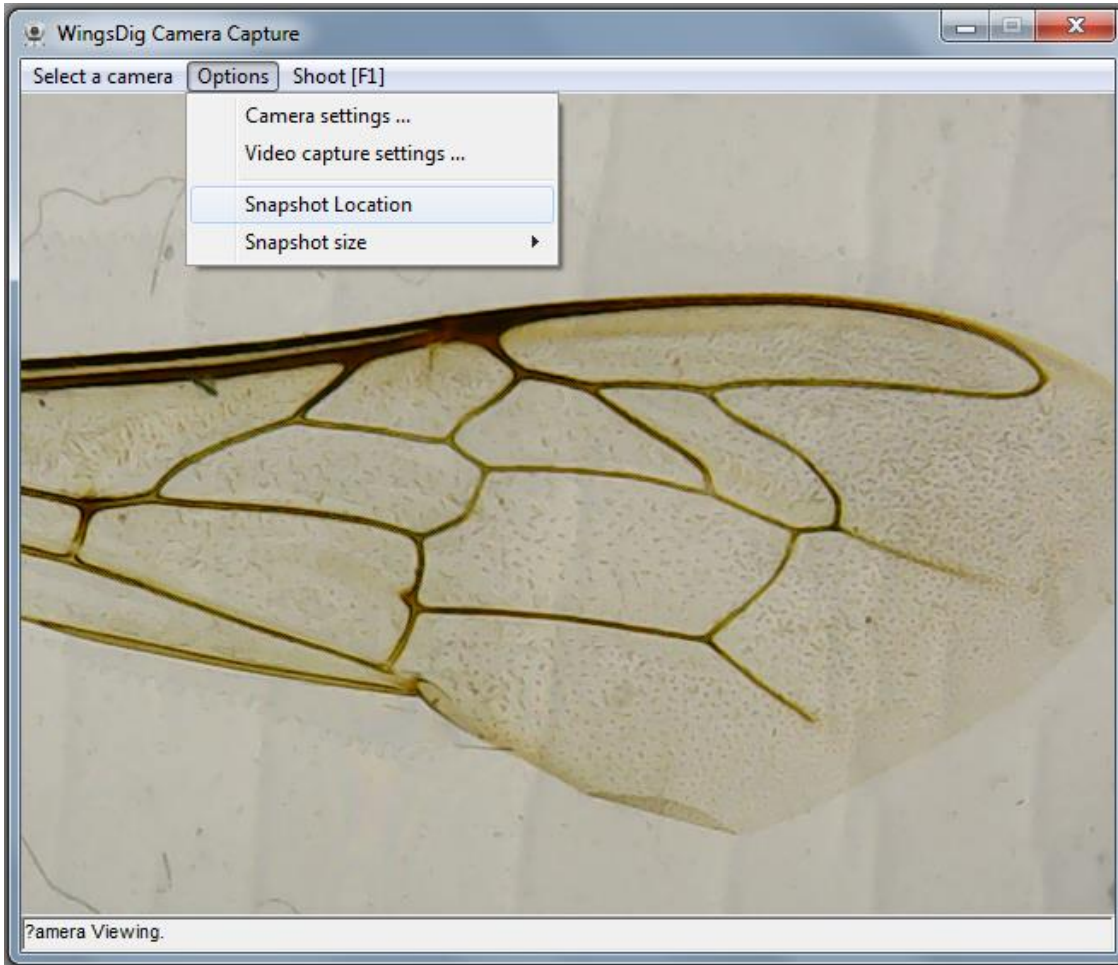 WingsDig Camera Capture
Select a camera Options Shoot [F1]
Camera settings ...
Video capture settings ...
Snapshot Location
Snapshot size
?amera Viewing.